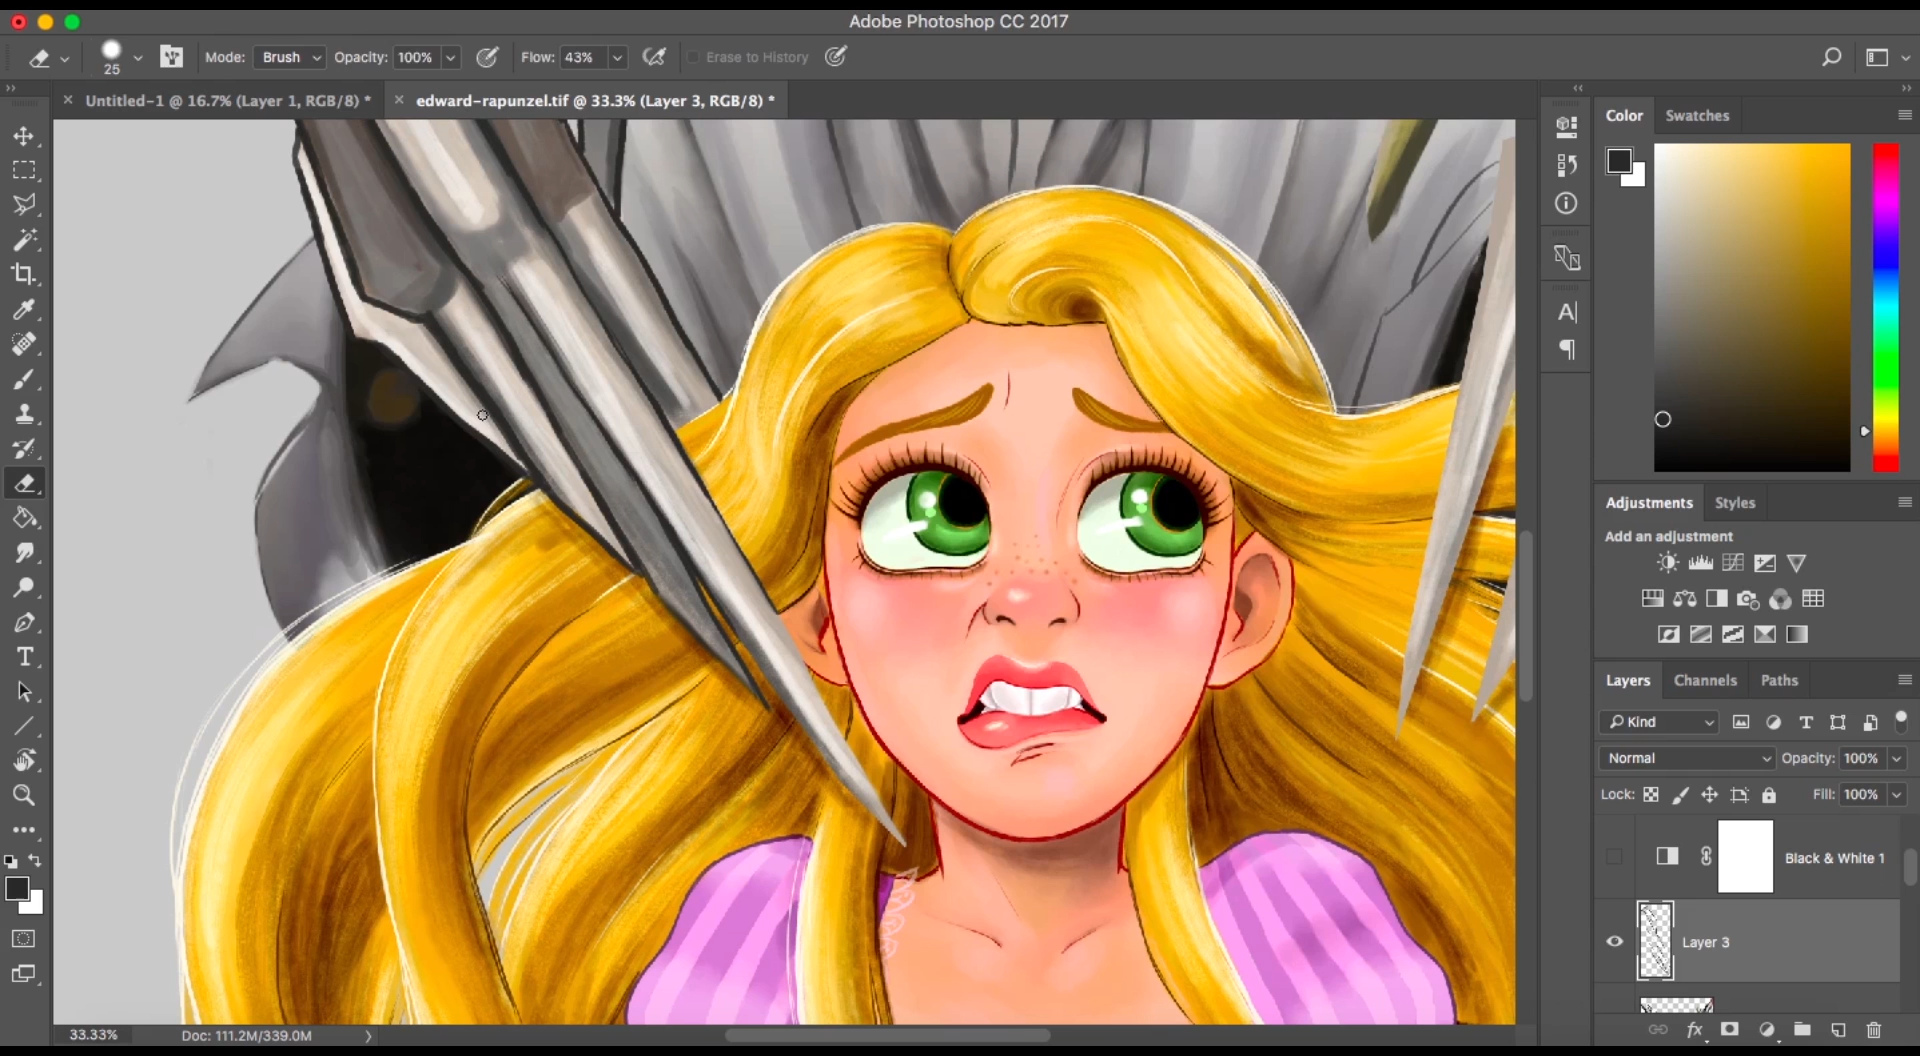 Adobe Photoshop CC 2017
25 Mode: Brush Opacity: 100% Flow: 43% Erase to History
Untitled-1 @ 16.7% (Layer 1, RGB/8) * edward-rapunzel.tif @ 33.3% (Layer 3, RGB/8) *
Color Swatches
Adjustments Styles
Add an adjustment
Layers Channels Paths
Kind
Normal Opacity: 100%
Lock: Fill: 100%
Black & White 1
Layer 3
fx
33.33% Doc: 111.2M/339.0M